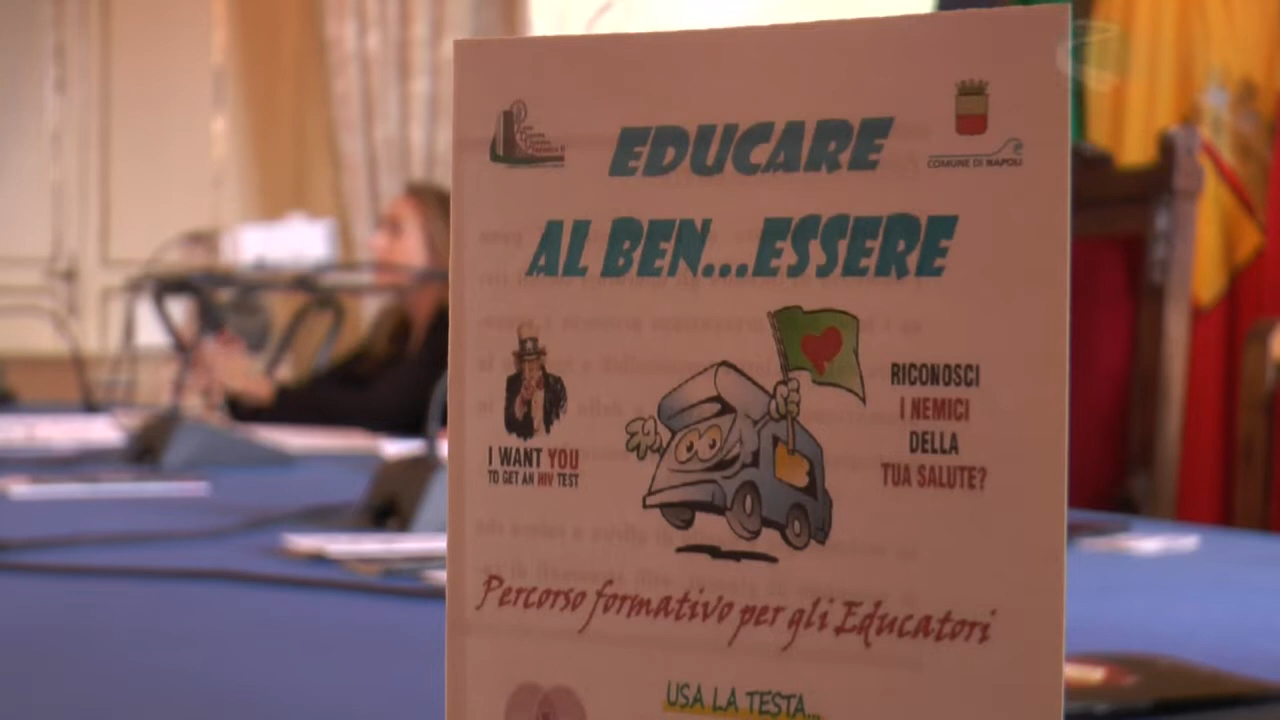 EDUCARE
COMUNE DI NAPOLI
AL BEN...ESSERE
I WANT YOU
TO GET AN HIV TEST
RICONOSCI
I NEMICI
DELLA
TUA SALUTE?
Percorso formativo per gli Educatori
USA LA TESTA...